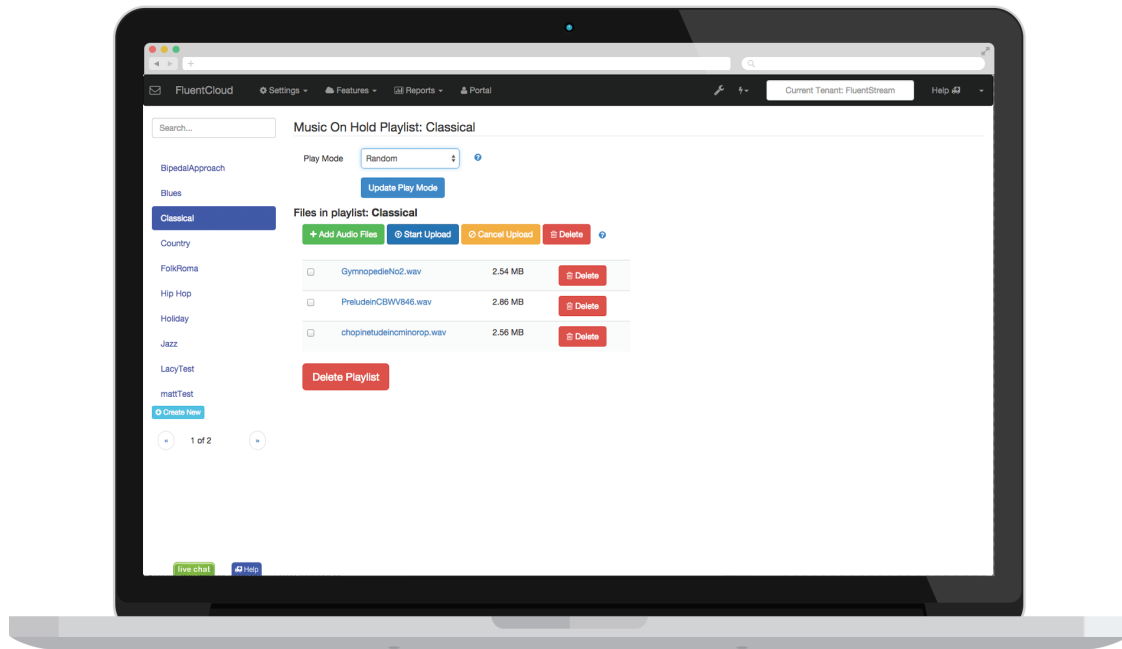 FluentCloud Settings Features Reports Portal Current Tenant: FluentStream Help
Search...
BipedalApproach
Blues
Classical
Country
FolkRoma
Hip Hop
Holiday
Jazz
LacyTest
mattTest
Create New
« 1 of 2 »
Music On Hold Playlist: Classical
Play Mode Random
Update Play Mode
Files in playlist: Classical
+ Add Audio Files Start Upload Cancel Upload Delete
GymnopedieNo2.wav 2.54 MB Delete
PreludeinCBWV846.wav 2.86 MB Delete
chopinetudeincminorop.wav 2.56 MB Delete
Delete Playlist
live chat Help